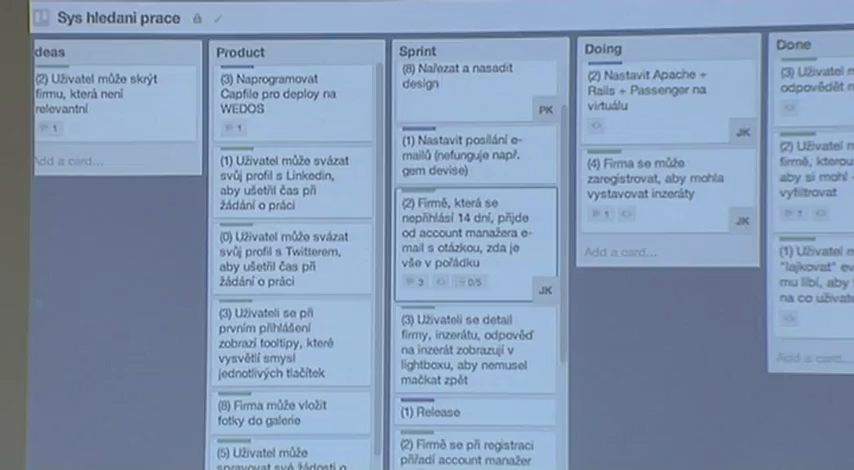 Sys hledani prace
deas
(2) Uživatel může skrýt
firmu, která není
relevantní
1
Add a card...
Product
(3) Naprogramovat
Capfile pro deploy na
WEDOS
1
(1) Uživatel může svázat
svůj profil s Linkedin,
aby ušetřil čas při
žádání o práci
(0) Uživatel může svázat
svůj profil s Twitterem,
aby ušetřil čas při
žádání o práci
(3) Uživateli se při
prvním přihlášení
zobrazí tooltipy, které
vysvětlí smysl
jednotlivých tlačítek
(8) Firma může vložit
fotky do galerie
(5) Uživatel může
spravovat své žádosti o
Sprint
(8) Nařezat a nasadit
design
PK
(1) Nastavit posílání e-
mailů (nefunguje např.
gem devise)
(2) Firmě, která se
nepřihlásí 14 dní, přijde
od account manažera e-
mail s otázkou, zda je
vše v pořádku
3 0/5
JK
(3) Uživateli se detail
firmy, inzerátu, odpověď
na inzerát zobrazují v
lightboxu, aby nemusel
mačkat zpět
(1) Release
(2) Firmě se při registraci
přiřadí account manažer
Doing
(2) Nastavit Apache +
Rails + Passenger na
virtuálu
JK
(4) Firma se může
zaregistrovat, aby mohla
vystavovat inzeráty
1
JK
Add a card...
Done
(3) Uživatel m
odpovědět n
(2) Uživatel m
firmě, kterou
aby si mohl
vyfiltrovat
1
(1) Uživatel m
"lajkovat" ev
mu líbí, aby
na co uživate
Add a card...